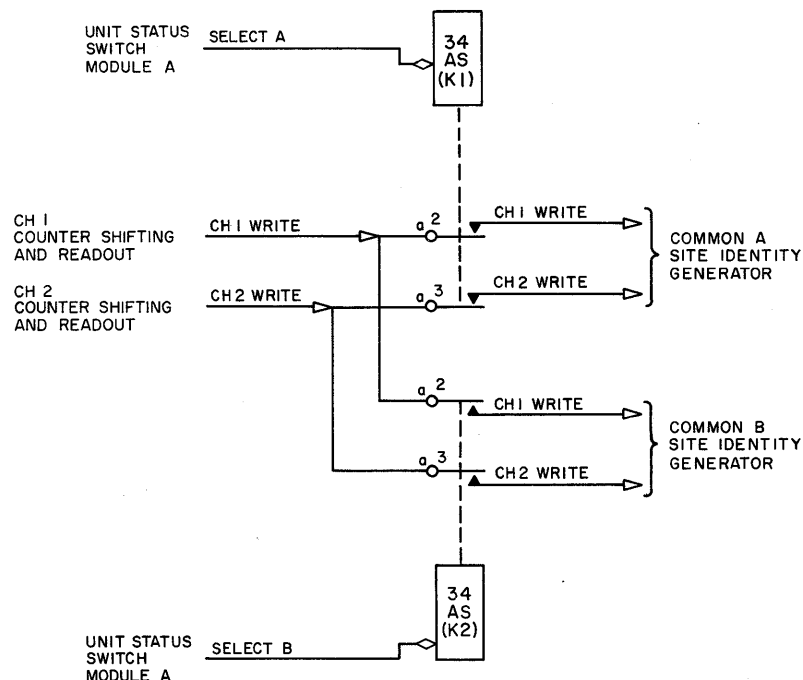 UNIT STATUS
SWITCH
MODULE A
SELECT A
34
AS
(K1)
CH 1
COUNTER SHIFTING
AND READOUT
CH 1 WRITE
a 2
CH 1 WRITE
COMMON A
SITE IDENTITY
GENERATOR
CH 2
COUNTER SHIFTING
AND READOUT
CH 2 WRITE
a 3
CH 2 WRITE
a 2
CH 1 WRITE
COMMON B
SITE IDENTITY
GENERATOR
a 3
CH 2 WRITE
34
AS
(K2)
UNIT STATUS
SWITCH
MODULE A
SELECT B